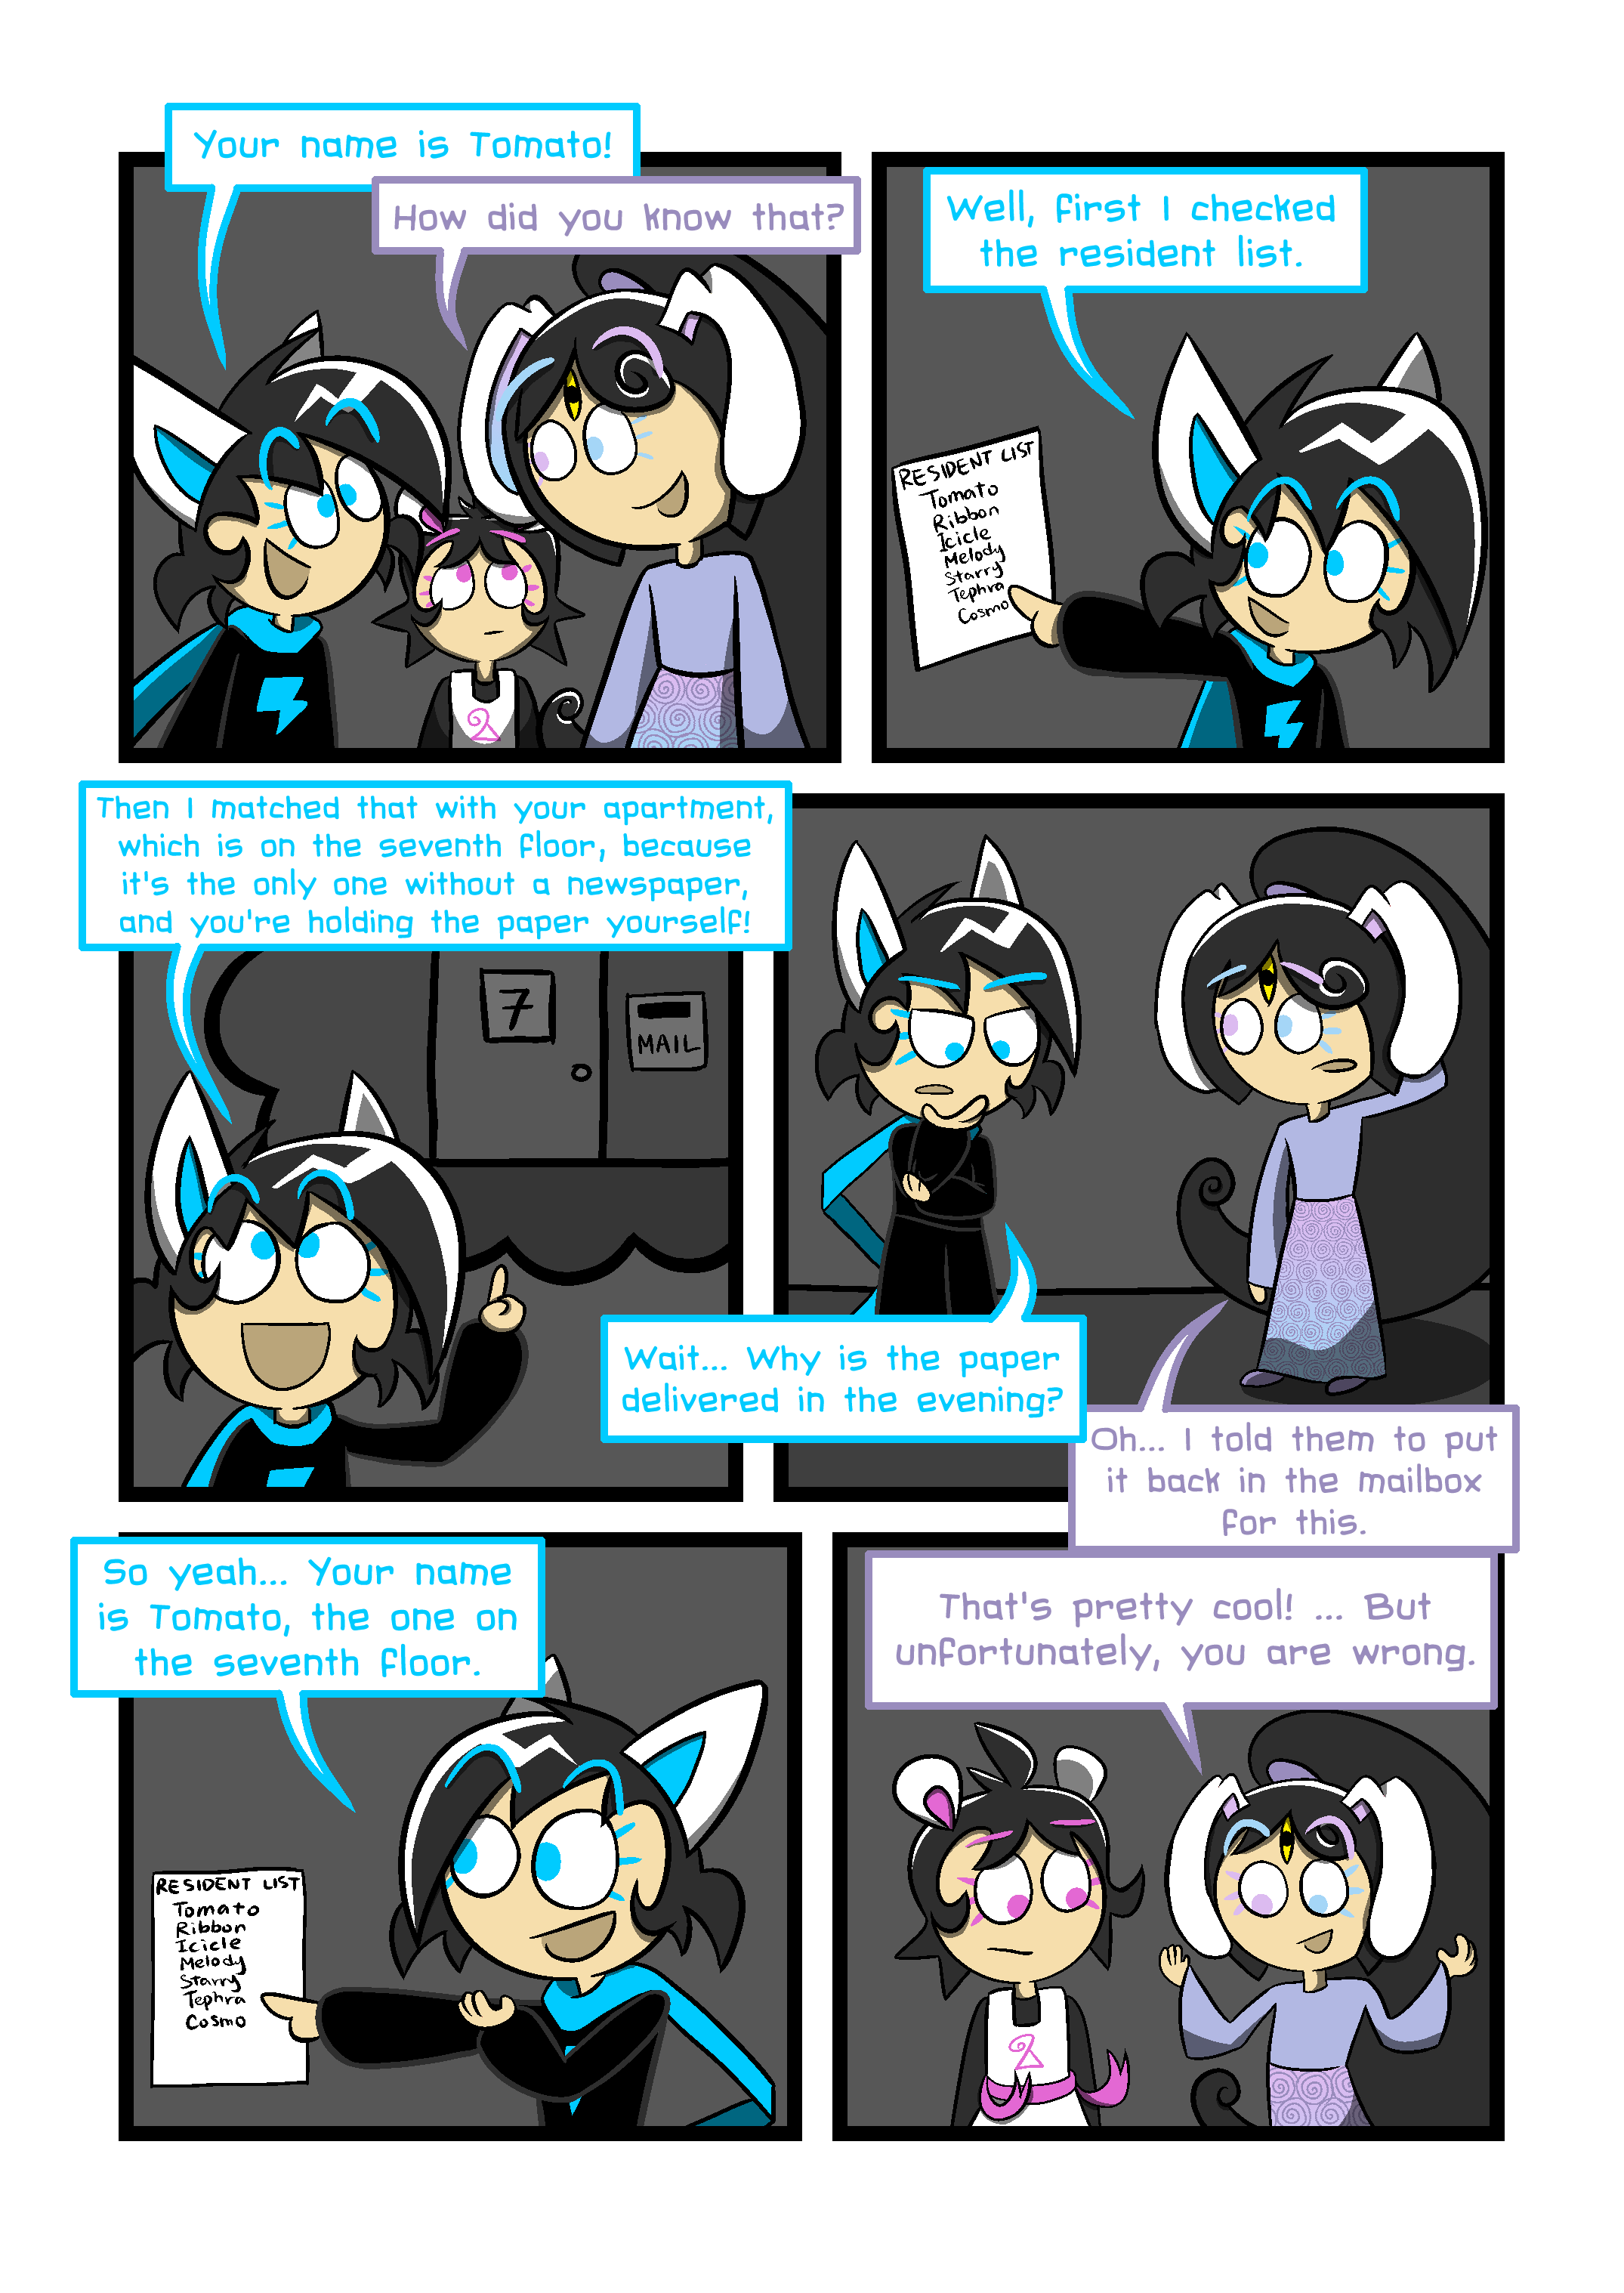 Your name is Tomato!
How did you know that?
Well, first I checked
the resident list.
RESIDENT LIST
Tomato
Ribbon
Icicle
Melody
Starry
Tephra
Cosmo
Then I matched that with your apartment,
which is on the seventh floor, because
it's the only one without a newspaper,
and you're holding the paper yourself!
7
MAIL
Wait... Why is the paper
delivered in the evening?
Oh... I told them to put
it back in the mailbox
for this.
So yeah... Your name
is Tomato, the one on
the seventh floor.
RESIDENT LIST
Tomato
Ribbon
Icicle
Melody
Starry
Tephra
Cosmo
That's pretty cool! ... But
unfortunately, you are wrong.